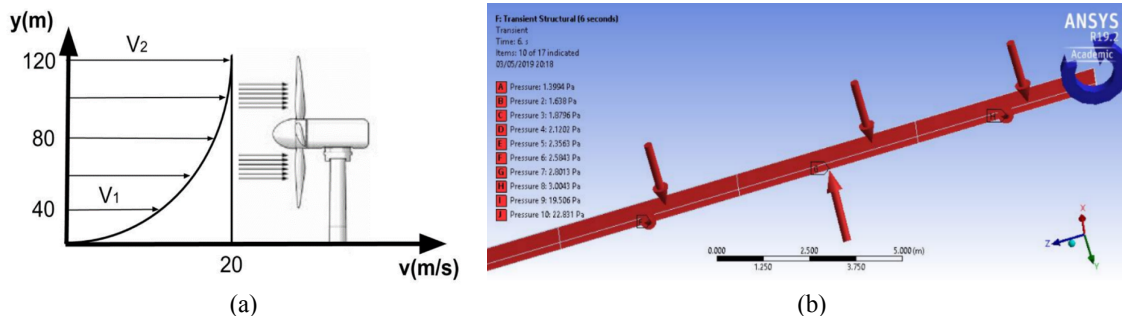 y(m)
V2
120
80
V1
40
20
v(m/s)
(a)
F: Transient Structural (6 seconds)
Transient
Time: 6. s
Items: 10 of 17 indicated
03/05/2019 20:18
A Pressure: 1.3994 Pa
B Pressure 2: 1.638 Pa
C Pressure 3: 1.8796 Pa
D Pressure 4: 2.1202 Pa
E Pressure 5: 2.3563 Pa
F Pressure 6: 2.5843 Pa
G Pressure 7: 2.8013 Pa
H Pressure 8: 3.0043 Pa
I Pressure 9: 19.506 Pa
J Pressure 10: 22.831 Pa
ANSYS
R19.2
Academic
H
0.000
2.500
5.000 (m)
1.250
3.750
X
Z
Y
(b)